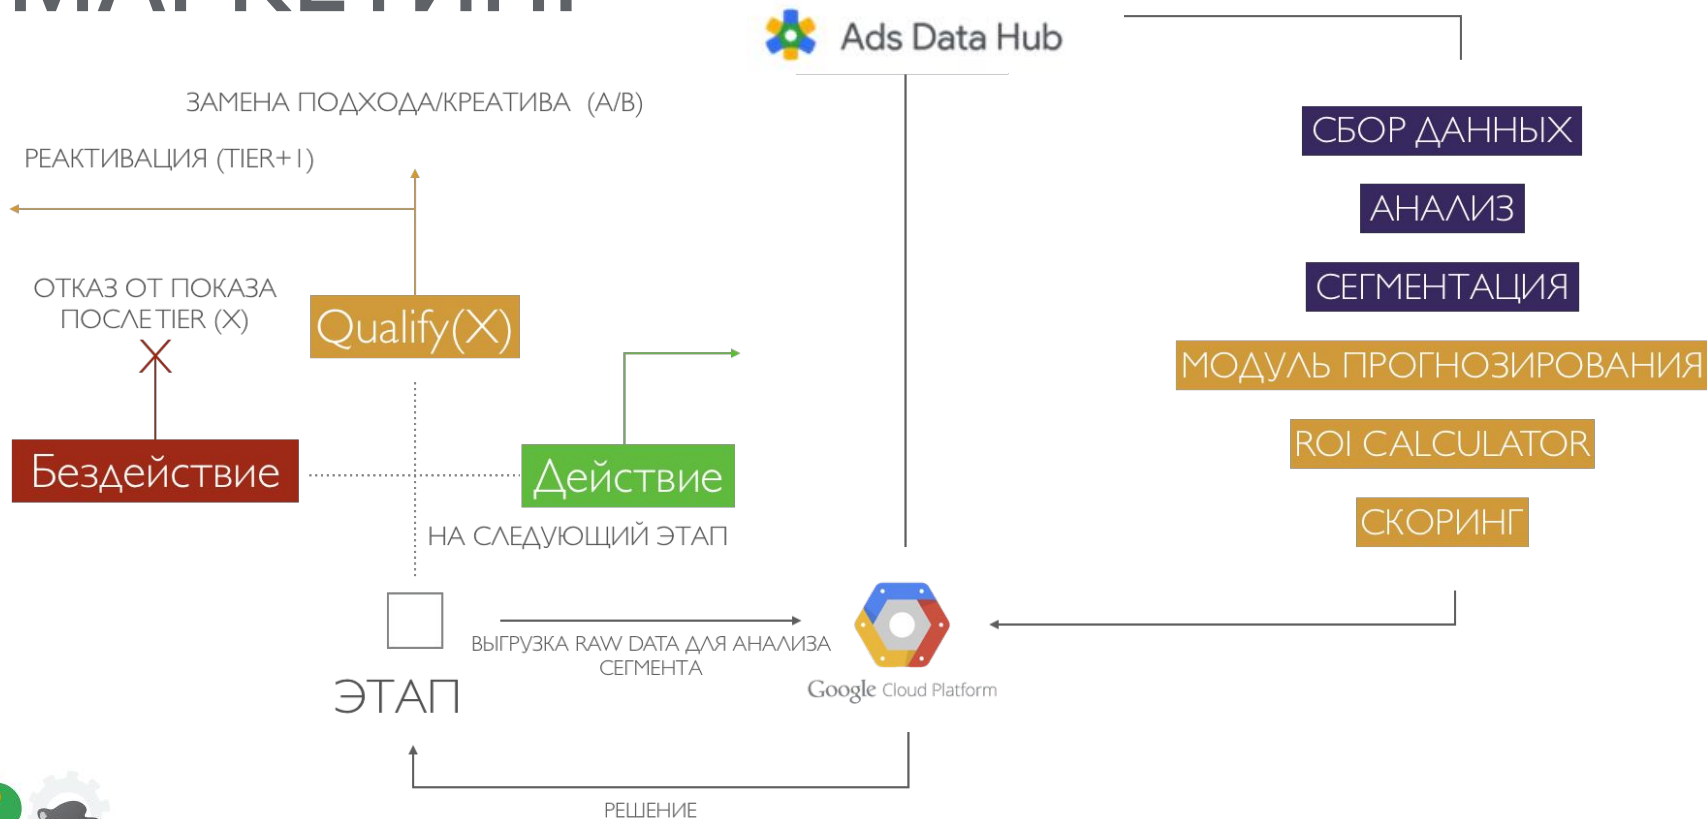 МАРКЕТИНГ
Ads Data Hub
ЗАМЕНА ПОДХОДА/КРЕАТИВА (A/B)
РЕАКТИВАЦИЯ (TIER+1)
ОТКАЗ ОТ ПОКАЗА
ПОСЛЕ TIER (X)
Qualify(X)
Бездействие
Действие
НА СЛЕДУЮЩИЙ ЭТАП
ВЫГРУЗКА RAW DATA ДЛЯ АНАЛИЗА
СЕГМЕНТА
ЭТАП
Google Cloud Platform
РЕШЕНИЕ
СБОР ДАННЫХ
АНАЛИЗ
СЕГМЕНТАЦИЯ
МОДУЛЬ ПРОГНОЗИРОВАНИЯ
ROI CALCULATOR
СКОРИНГ